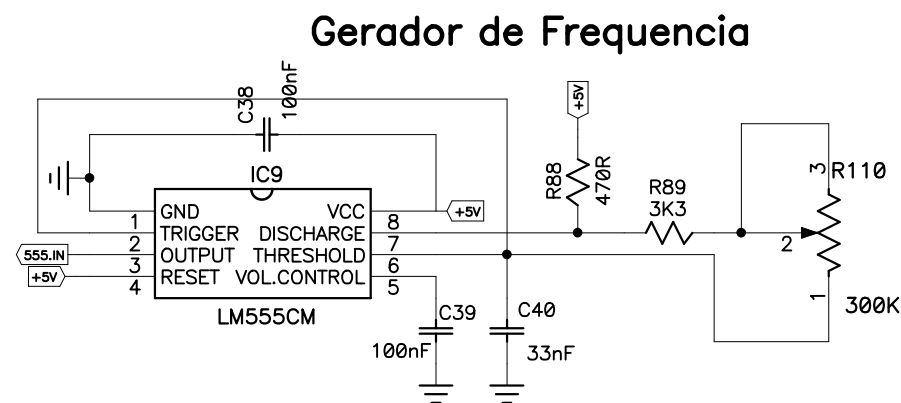 Gerador de Frequencia
C38
100nF
+5V
IC9
R88
470R
R89
3K3
3
R110
GND
VCC
+5V
1
8
TRIGGER
DISCHARGE
2
7
2
555.IN
OUTPUT
THRESHOLD
3
6
+5V
RESET
VOL.CONTROL
4
5
1
300K
LM555CM
C39
100nF
C40
33nF